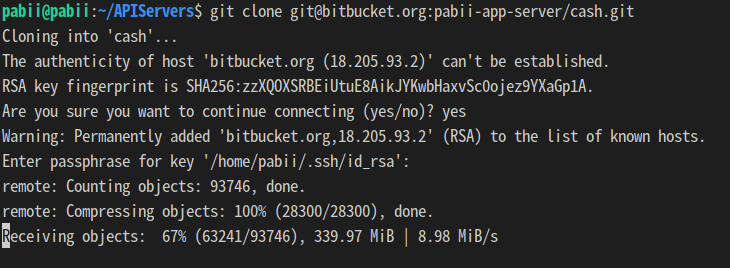 pabii@pabii:~/APIServers$ git clone git@bitbucket.org:pabii-app-server/cash.git
Cloning into 'cash'...
The authenticity of host 'bitbucket.org (18.205.93.2)' can't be established.
RSA key fingerprint is SHA256:zzXQOXSRBEiUtuE8AikJYKwbHaxvSc0ojez9YXaGp1A.
Are you sure you want to continue connecting (yes/no)? yes
Warning: Permanently added 'bitbucket.org,18.205.93.2' (RSA) to the list of known hosts.
Enter passphrase for key '/home/pabii/.ssh/id_rsa':
remote: Counting objects: 93746, done.
remote: Compressing objects: 100% (28300/28300), done.
Receiving objects:  67% (63241/93746), 339.97 MiB | 8.98 MiB/s